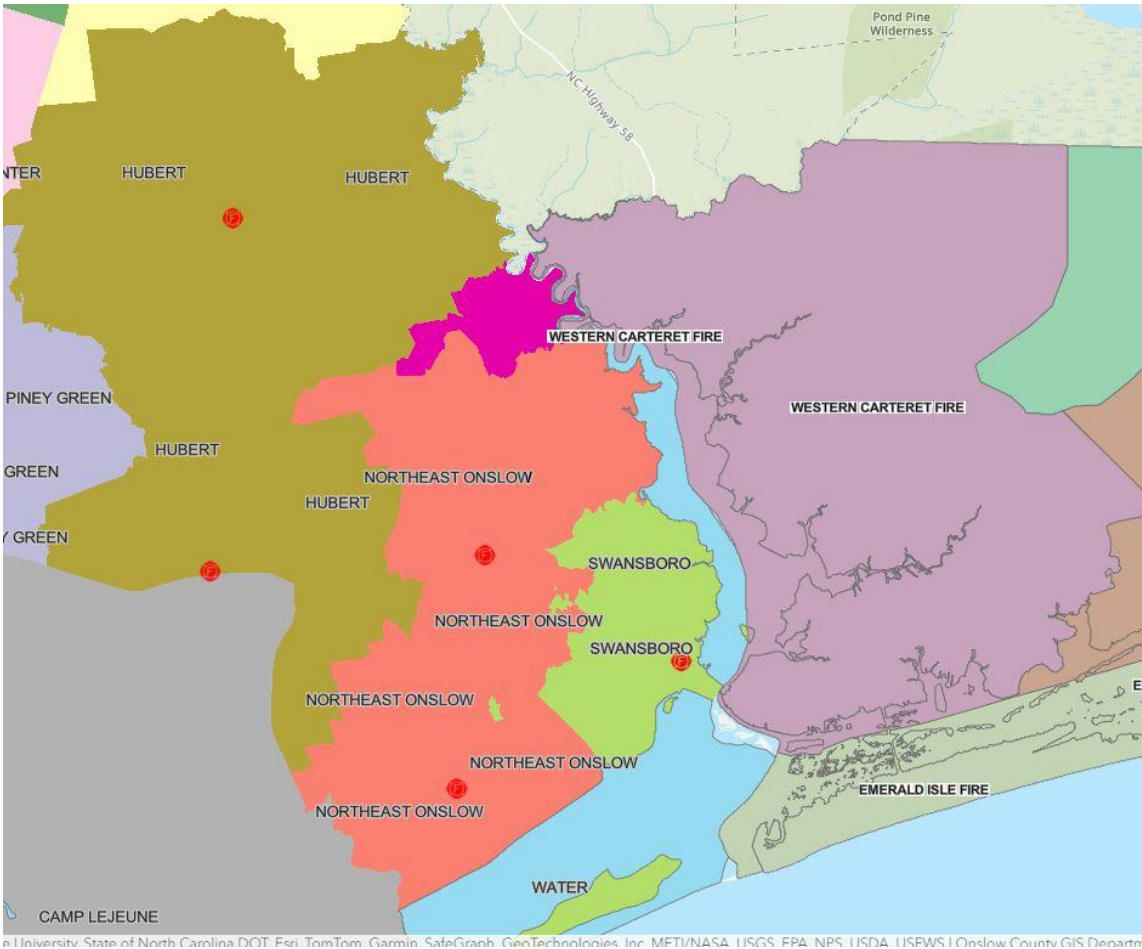 Pond Pine
Wilderness
NC Highway 58
NTER
HUBERT
HUBERT
WESTERN CARTERET FIRE
PINEY GREEN
WESTERN CARTERET FIRE
HUBERT
GREEN
NORTHEAST ONSLOW
HUBERT
Y GREEN
SWANSBORO
NORTHEAST ONSLOW
SWANSBORO
E
NORTHEAST ONSLOW
NORTHEAST ONSLOW
EMERALD ISLE FIRE
NORTHEAST ONSLOW
WATER
CAMP LEJEUNE
e University, State of North Carolina DOT, Esri, TomTom, Garmin, SafeGraph, GeoTechnologies, Inc, METI/NASA, USGS, EPA, NPS, USDA, USFWS | Onslow County GIS Departm